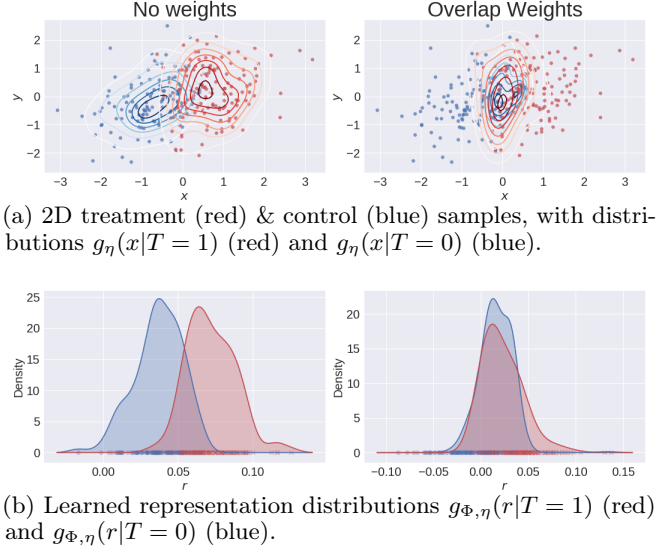 No weights
Overlap Weights
2
1
0
−1
−2
y
−3 −2 −1 0 1 2 3
x
2
1
0
−1
−2
y
−3 −2 −1 0 1 2 3
x
(a) 2D treatment (red) & control (blue) samples, with distri-
butions gη(x|T = 1) (red) and gη(x|T = 0) (blue).
25
20
15
10
5
0
Density
0.00 0.05 0.10
r
20
15
10
5
0
Density
−0.10 −0.05 0.00 0.05 0.10 0.15
r
(b) Learned representation distributions gΦ,η(r|T = 1) (red)
and gΦ,η(r|T = 0) (blue).